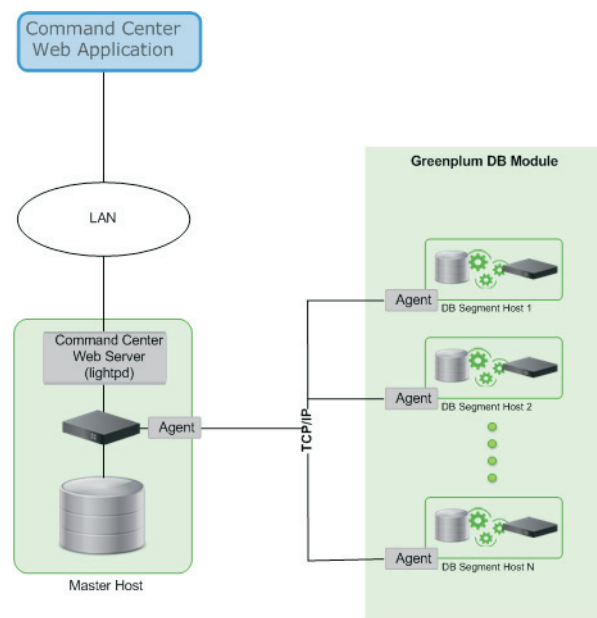 Command Center
Web Application
LAN
Greenplum DB Module
Agent
DB Segment Host 1
Command Center
Web Server
(lightpd)
Agent
DB Segment Host 2
Agent
TCP/IP
Agent
DB Segment Host N
Master Host